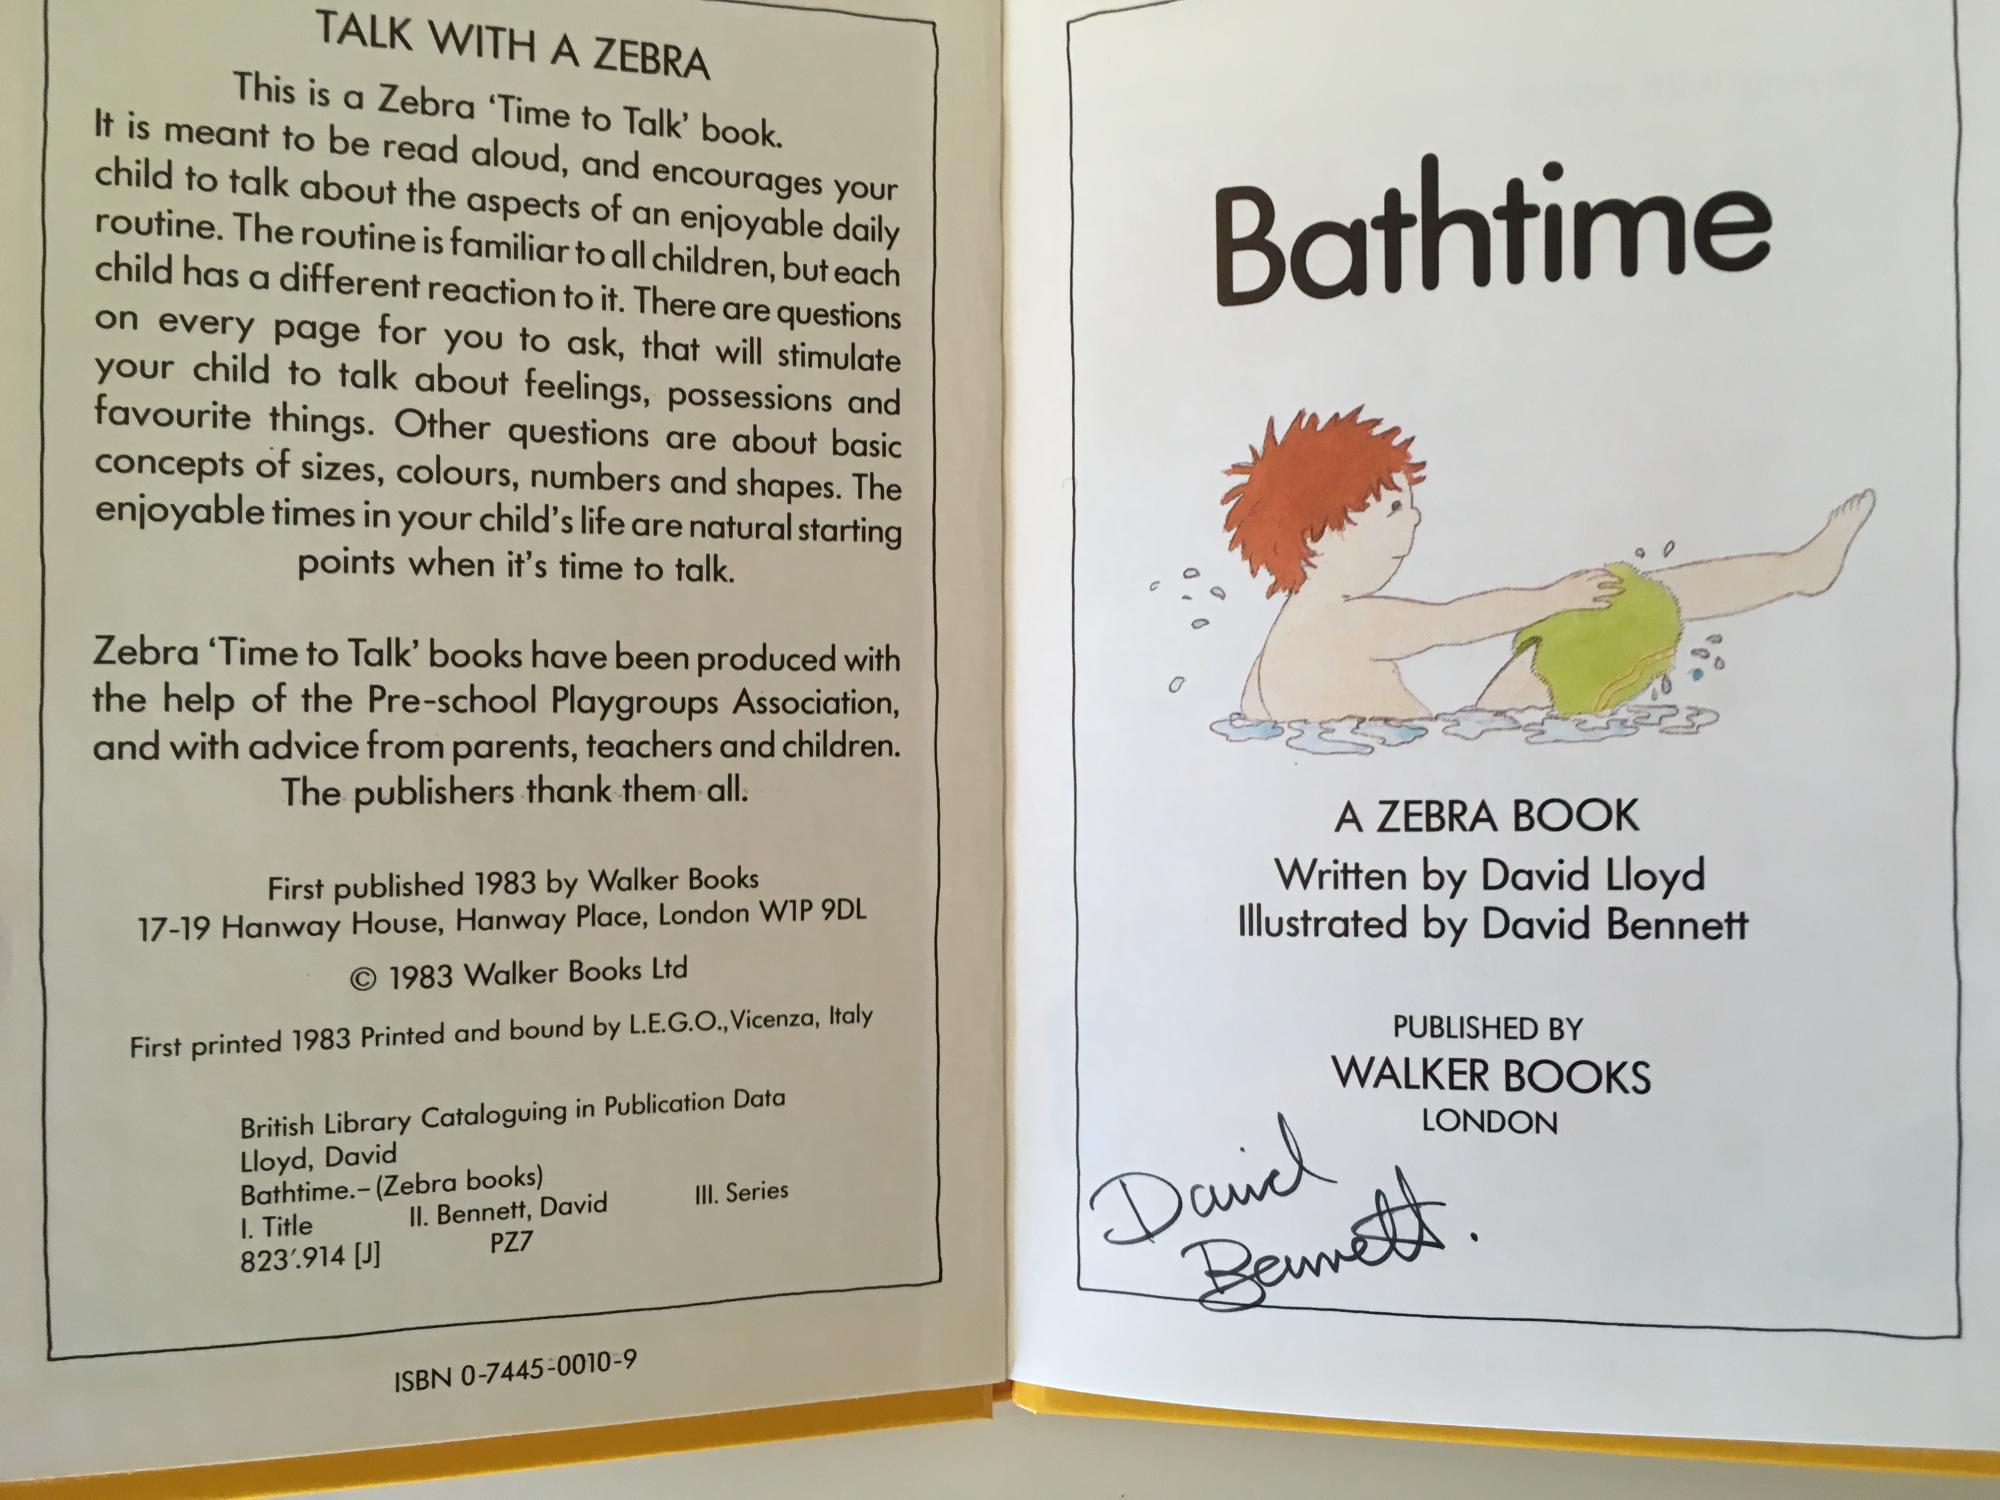 TALK WITH A ZEBRA
This is a Zebra ‘Time to Talk’ book.
It is meant to be read aloud, and encourages your
child to talk about the aspects of an enjoyable daily
routine. The routine is familiar to all children, but each
child has a different reaction to it. There are questions
on every page for you to ask, that will stimulate
your child to talk about feelings, possessions and
favourite things. Other questions are about basic
concepts of sizes, colours, numbers and shapes. The
enjoyable times in your child’s life are natural starting
points when it’s time to talk.
Zebra ‘Time to Talk’ books have been produced with
the help of the Pre-school Playgroups Association,
and with advice from parents, teachers and children.
The publishers thank them all.
First published 1983 by Walker Books
17-19 Hanway House, Hanway Place, London W1P 9DL
© 1983 Walker Books Ltd
First printed 1983 Printed and bound by L.E.G.O., Vicenza, Italy
British Library Cataloguing in Publication Data
Lloyd, David
Bathtime.–(Zebra books)
I. Title II. Bennett, David III. Series
823′.914 [J] PZ7
ISBN 0-7445-0010-9
Bathtime
A ZEBRA BOOK
Written by David Lloyd
Illustrated by David Bennett
PUBLISHED BY
WALKER BOOKS
LONDON
David
Bennett.